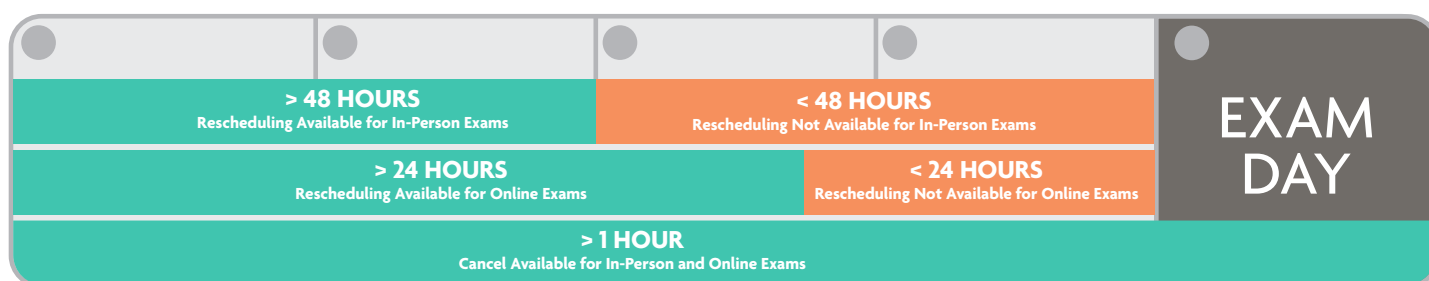 > 48 HOURS
Rescheduling Available for In-Person Exams
< 48 HOURS
Rescheduling Not Available for In-Person Exams
> 24 HOURS
Rescheduling Available for Online Exams
< 24 HOURS
Rescheduling Not Available for Online Exams
EXAM
DAY
> 1 HOUR
Cancel Available for In-Person and Online Exams